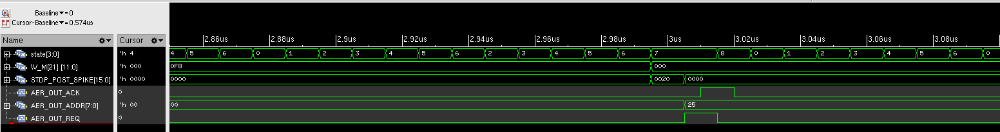 Baseline▼= 0
Cursor-Baseline▼= 0.574us
Name Cursor 2.86us 2.88us 2.9us 2.92us 2.94us 2.96us 2.98us 3us 3.02us 3.04us 3.06us 3.08us
state[3:0] 'h 4 4 5 6 0 1 2 3 4 5 6 2 3 4 5 6 7 8 0 1 2 3 4 5 6 0
V_M[21] [11:0] 'h 000 0F8 000
STDP_POST_SPIKE[15:0] 'h 0000 0000 0020 0000
AER_OUT_ACK 0
AER_OUT_ADDR[7:0] 'h 00 00 25
AER_OUT_REQ 0